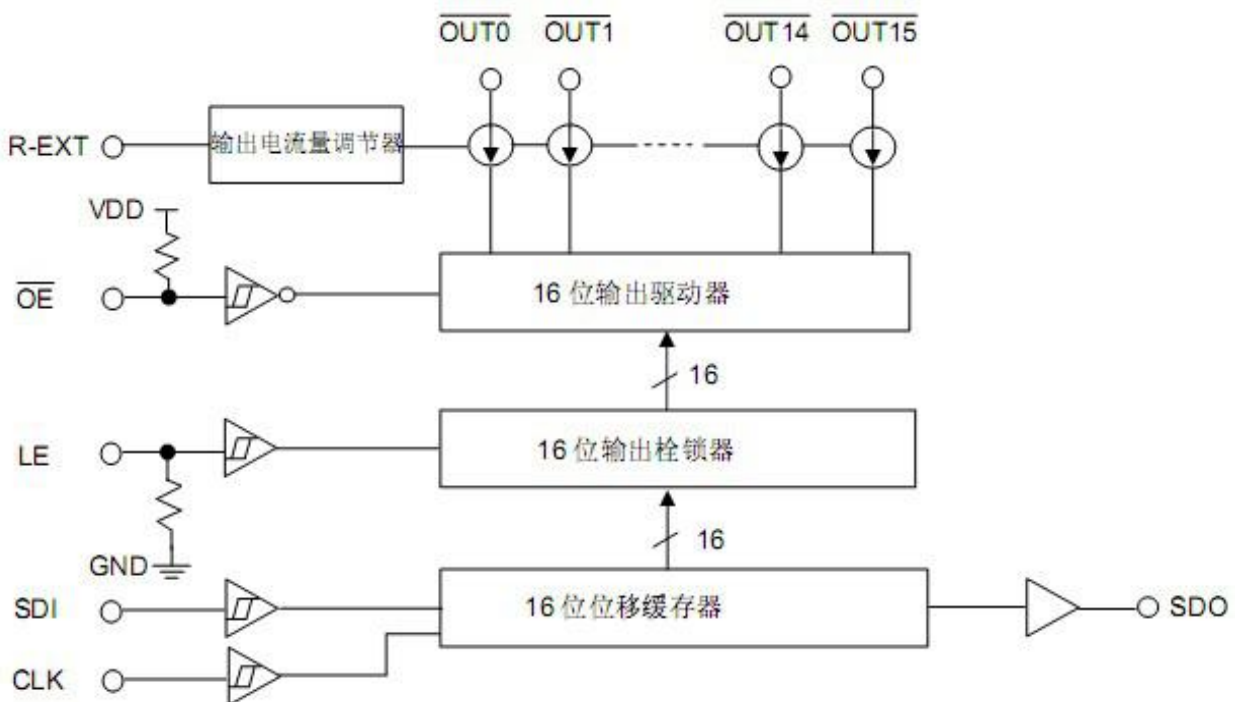 OUT0 OUT1 OUT14 OUT15
R-EXT 输出电流量调节器
VDD
OE 16 位输出驱动器
16
LE 16 位输出栓锁器
16
GND
SDI 16 位位移缓存器 SDO
CLK